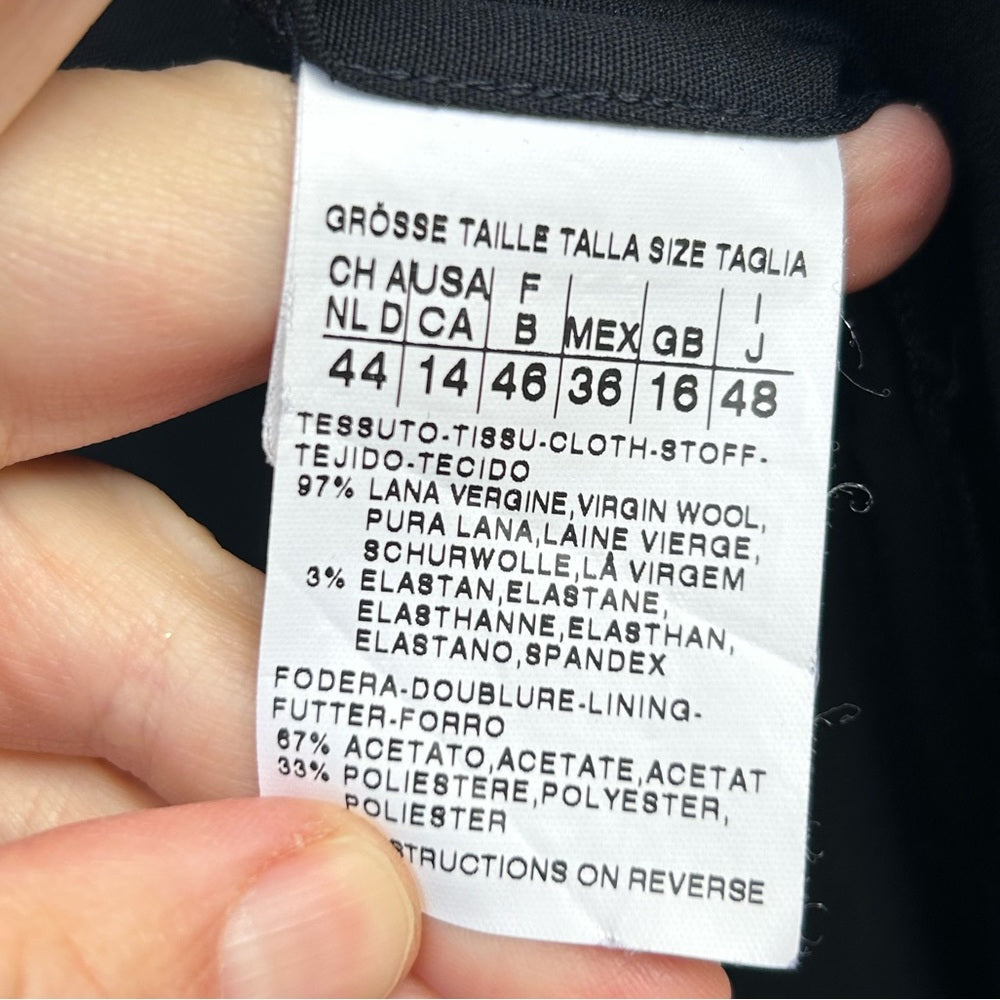 GRÖSSE TAILLE TALLA SIZE TAGLIA
CH A USA F I
NL D CA B MEX GB J
44 14 46 36 16 48
TESSUTO-TISSU-CLOTH-STOFF-
TEJIDO-TECIDO
97% LANA VERGINE,VIRGIN WOOL,
PURA LANA,LAINE VIERGE,
SCHURWOLLE,LÅ VIRGEM
3% ELASTAN,ELASTANE,
ELASTHANNE,ELASTHAN,
ELASTANO,SPANDEX
FODERA-DOUBLURE-LINING-
FUTTER-FORRO
67% ACETATO,ACETATE,ACETAT
33% POLIESTERE,POLYESTER,
POLIESTER
STRUCTIONS ON REVERSE